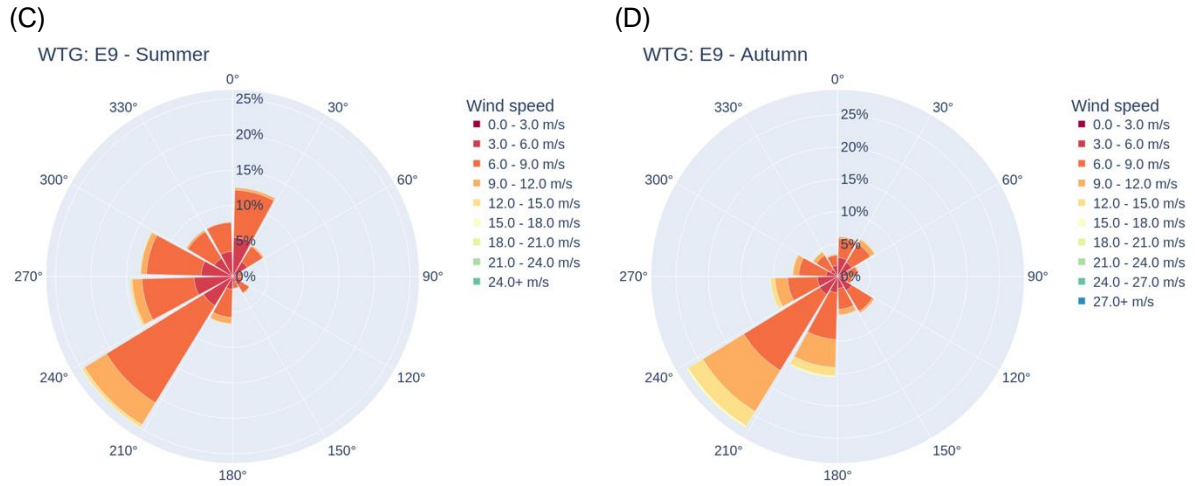 (C)
WTG: E9 - Summer
0°
30°
60°
90°
120°
150°
180°
210°
240°
270°
300°
330°
25%
20%
15%
10%
5%
0%
Wind speed
0.0 - 3.0 m/s
3.0 - 6.0 m/s
6.0 - 9.0 m/s
9.0 - 12.0 m/s
12.0 - 15.0 m/s
15.0 - 18.0 m/s
18.0 - 21.0 m/s
21.0 - 24.0 m/s
24.0+ m/s
(D)
WTG: E9 - Autumn
0°
30°
60°
90°
120°
150°
180°
210°
240°
270°
300°
330°
25%
20%
15%
10%
5%
0%
Wind speed
0.0 - 3.0 m/s
3.0 - 6.0 m/s
6.0 - 9.0 m/s
9.0 - 12.0 m/s
12.0 - 15.0 m/s
15.0 - 18.0 m/s
18.0 - 21.0 m/s
21.0 - 24.0 m/s
24.0 - 27.0 m/s
27.0+ m/s